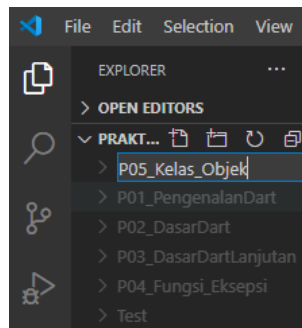 File Edit Selection View
EXPLORER ...
> OPEN EDITORS
PRAKT...
P05_Kelas_Objek
> P01_PengenalanDart
> P02_DasarDart
> P03_DasarDartLanjutan
> P04_Fungsi_Eksepsi
> Test